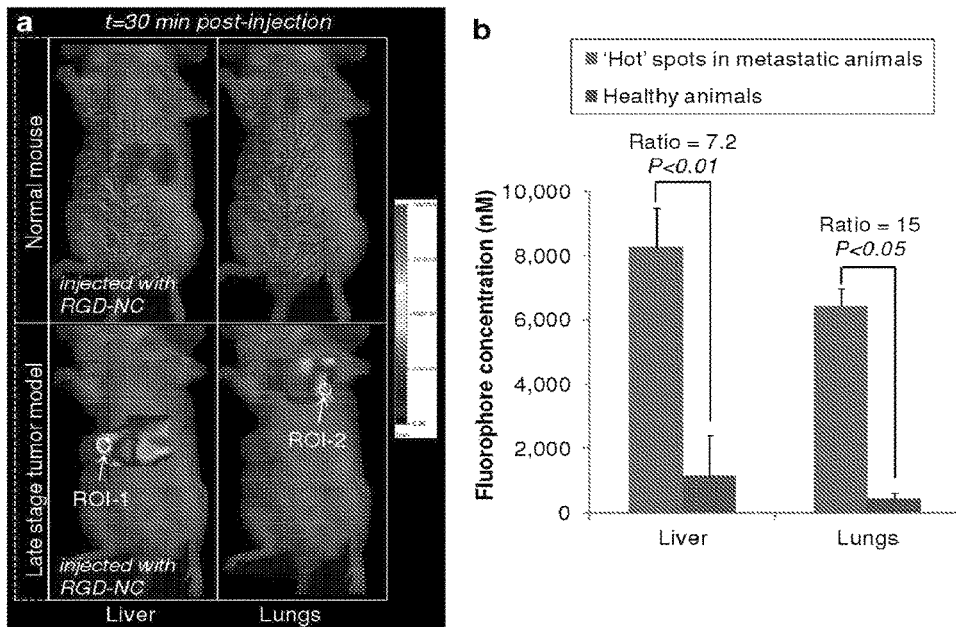 a
t=30 min post-injection
Normal mouse
injected with
RGD-NC
Late stage tumor model
ROI-1
ROI-2
injected with
RGD-NC
Liver
Lungs
b
'Hot' spots in metastatic animals
Healthy animals
Ratio = 7.2
P<0.01
Ratio = 15
P<0.05
Fluorophore concentration (nM)
10,000
8,000
6,000
4,000
2,000
0
Liver
Lungs